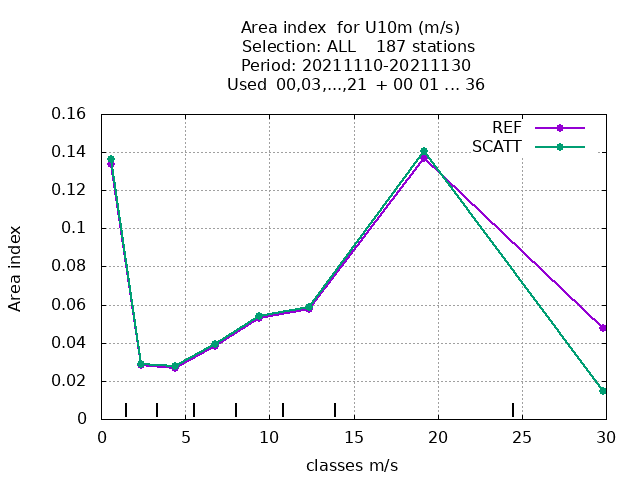 Area index  for U10m (m/s)
Selection: ALL    187 stations
Period: 20211110-20211130
Used  00,03,...,21  + 00 01 ... 36
REF
SCATT
0.16
0.14
0.12
0.1
0.08
0.06
0.04
0.02
0
Area index
0 5 10 15 20 25 30
classes m/s